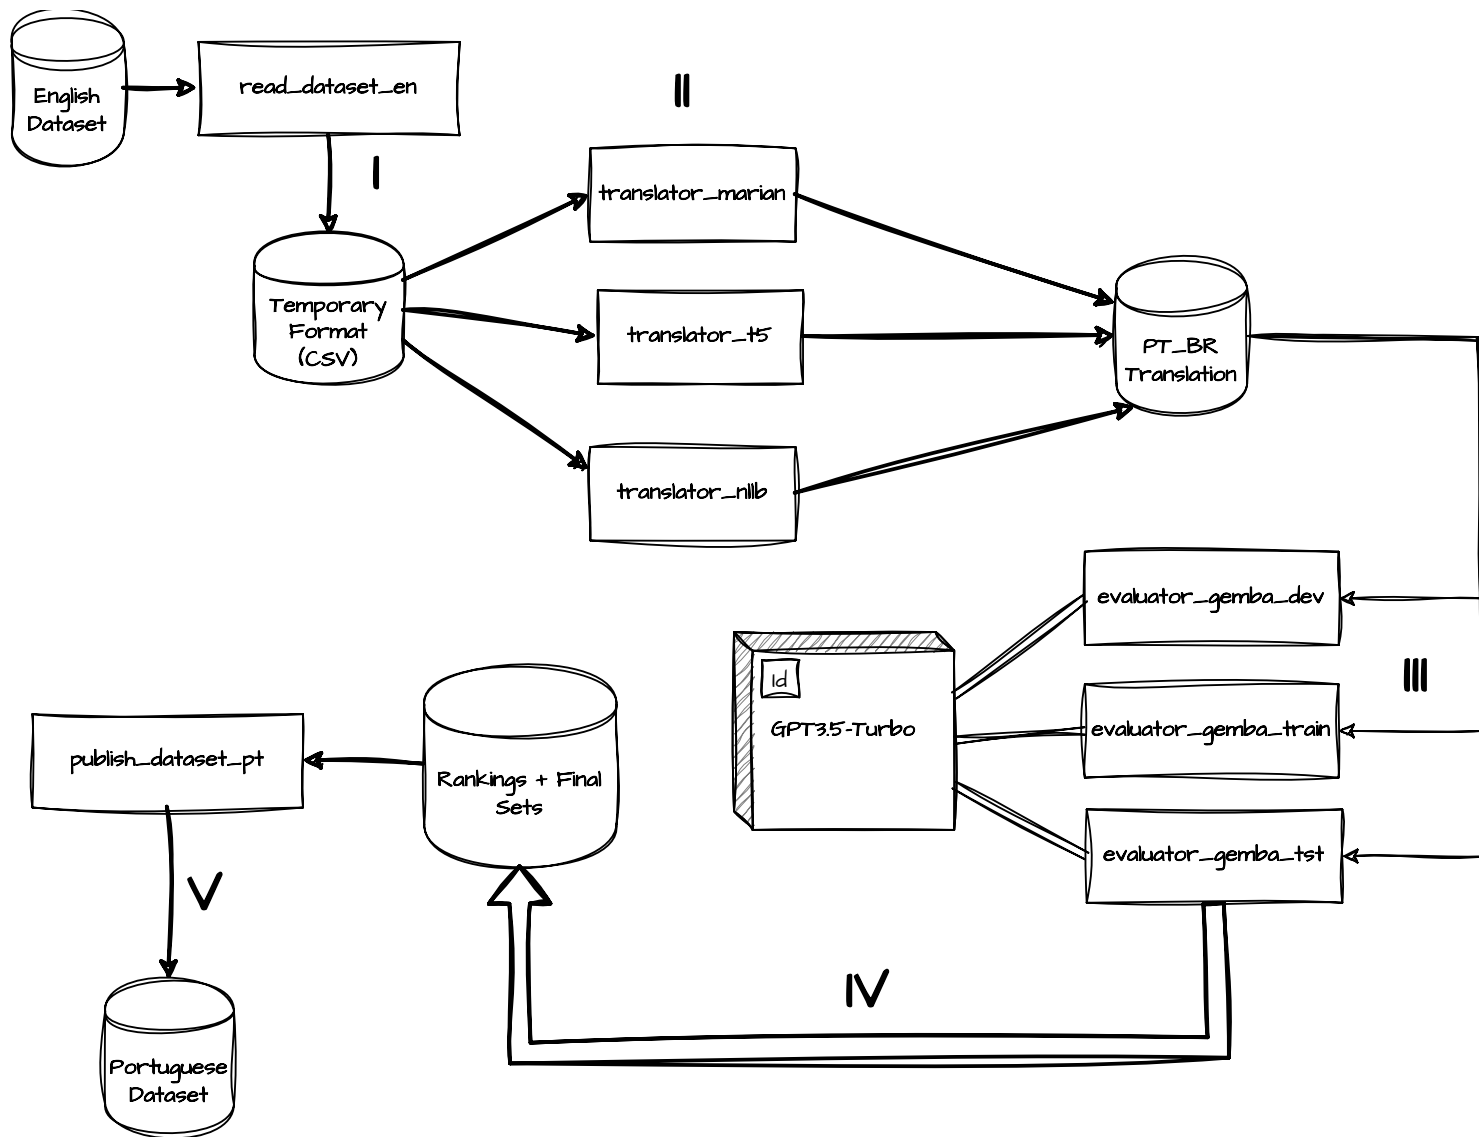 English
Dataset
read_dataset_en
I
II
Temporary
Format
(CSV)
translator_marian
translator_t5
translator_nllb
PT_BR
Translation
evaluator_gemba_dev
evaluator_gemba_train
evaluator_gemba_tst
III
Id
GPT3.5-Turbo
IV
Rankings + Final
Sets
publish_dataset_pt
V
Portuguese
Dataset